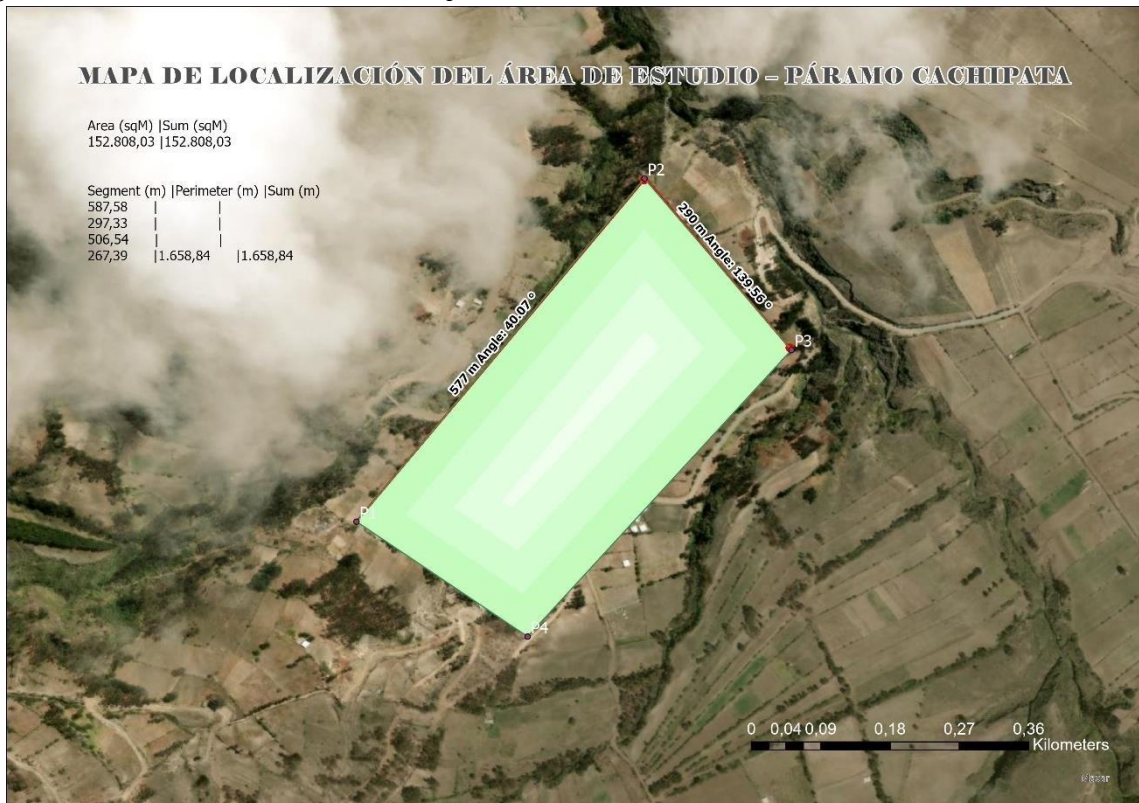 MAPA DE LOCALIZACIÓN DEL ÁREA DE ESTUDIO – PÁRAMO CACHIPATA
Area (sqM) |Sum (sqM)
152.808,03 |152.808,03
Segment (m) |Perimeter (m) |Sum (m)
587,58 | |
297,33 | |
506,54 | |
267,39 |1.658,84 |1.658,84
P2
290 m Angle: 139.56 °
577 m Angle: 40.07 °
P3
P4
0 0,04 0,09 0,18 0,27 0,36
Kilometers